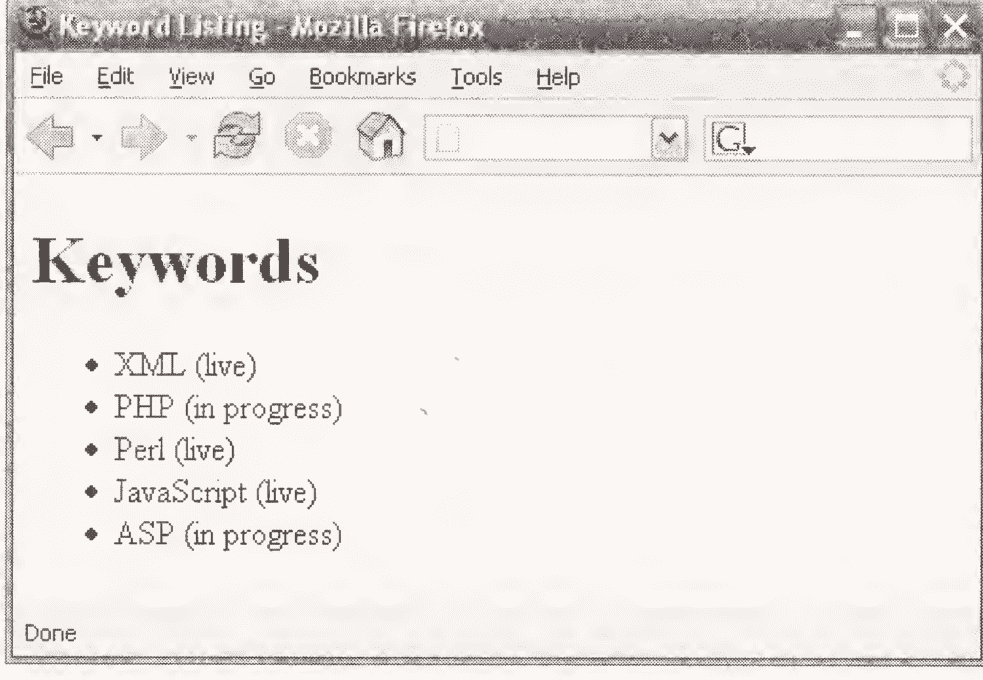 Keyword Listing - Mozilla Firefox
File Edit View Go Bookmarks Tools Help
G
Keywords
• XML (live)
• PHP (in progress)
• Perl (live)
• JavaScript (live)
• ASP (in progress)
Done